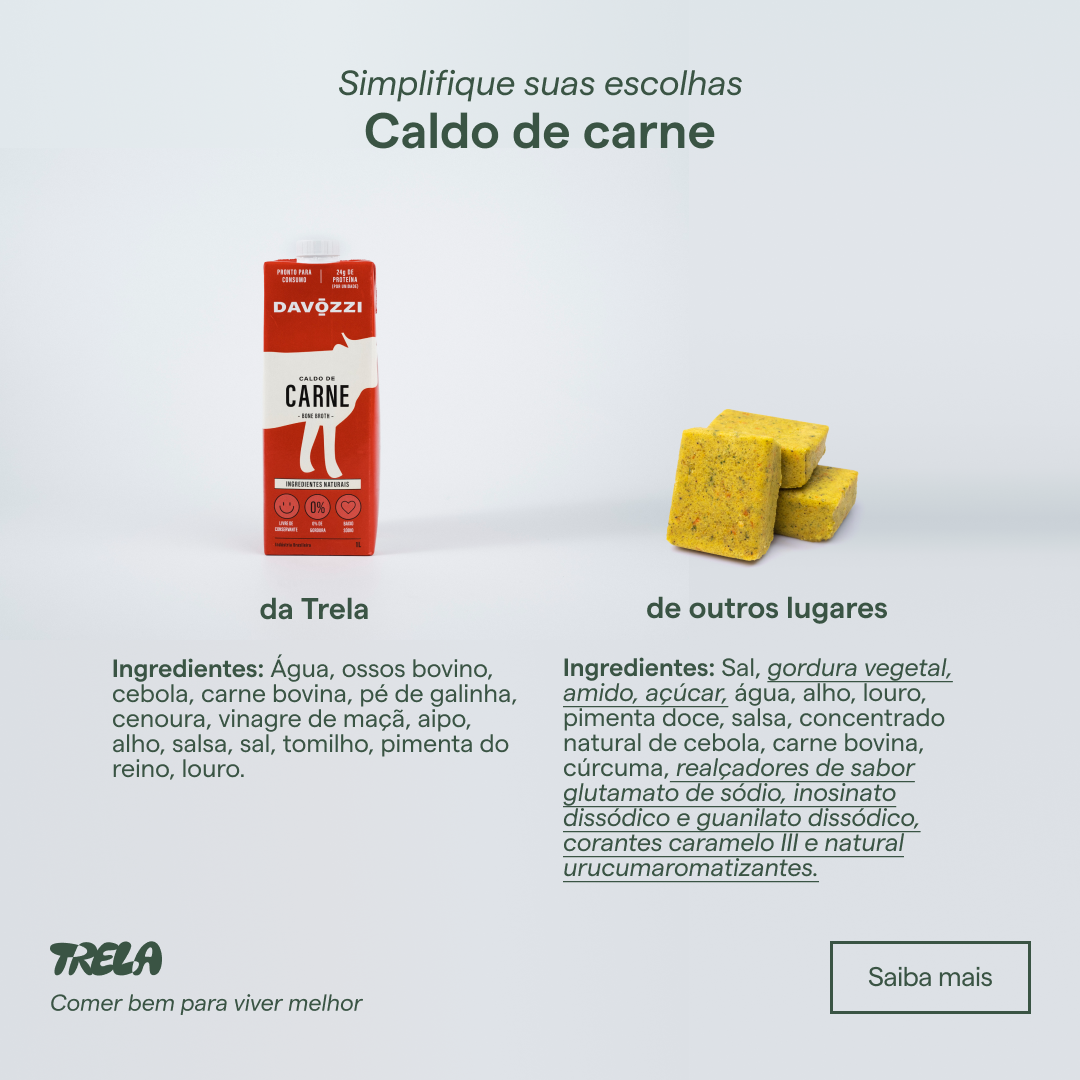 Simplifique suas escolhas
Caldo de carne
PRONTO PARA
CONSUMO
24g DE
PROTEÍNA
(POR UNIDADE)
DAVŌZZI
CALDO DE
CARNE
- BONE BROTH -
INGREDIENTES NATURAIS
0%
LIVRE DE
CONSERVANTE
0% DE
GORDURA
BAIXO
SÓDIO
1L
da Trela
Ingredientes: Água, ossos bovino,
cebola, carne bovina, pé de galinha,
cenoura, vinagre de maçã, aipo,
alho, salsa, sal, tomilho, pimenta do
reino, louro.
de outros lugares
Ingredientes: Sal, gordura vegetal,
amido, açúcar, água, alho, louro,
pimenta doce, salsa, concentrado
natural de cebola, carne bovina,
cúrcuma, realçadores de sabor
glutamato de sódio, inosinato
dissódico e guanilato dissódico,
corantes caramelo III e natural
urucumaromatizantes.
TRELA
Comer bem para viver melhor
Saiba mais